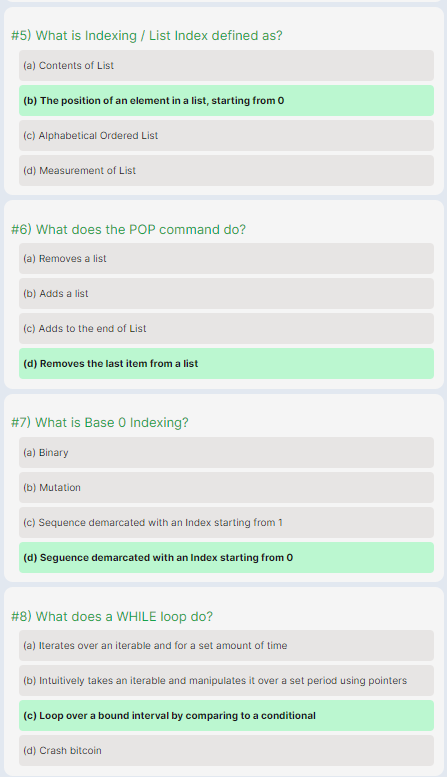 #5) What is Indexing / List Index defined as?
(a) Contents of List
(b) The position of an element in a list, starting from 0
(c) Alphabetical Ordered List
(d) Measurement of List
#6) What does the POP command do?
(a) Removes a list
(b) Adds a list
(c) Adds to the end of List
(d) Removes the last item from a list
#7) What is Base 0 Indexing?
(a) Binary
(b) Mutation
(c) Sequence demarcated with an Index starting from 1
(d) Seguence demarcated with an Index starting from 0
#8) What does a WHILE loop do?
(a) Iterates over an iterable and for a set amount of time
(b) Intuitively takes an iterable and manipulates it over a set period using pointers
(c) Loop over a bound interval by comparing to a conditional
(d) Crash bitcoin